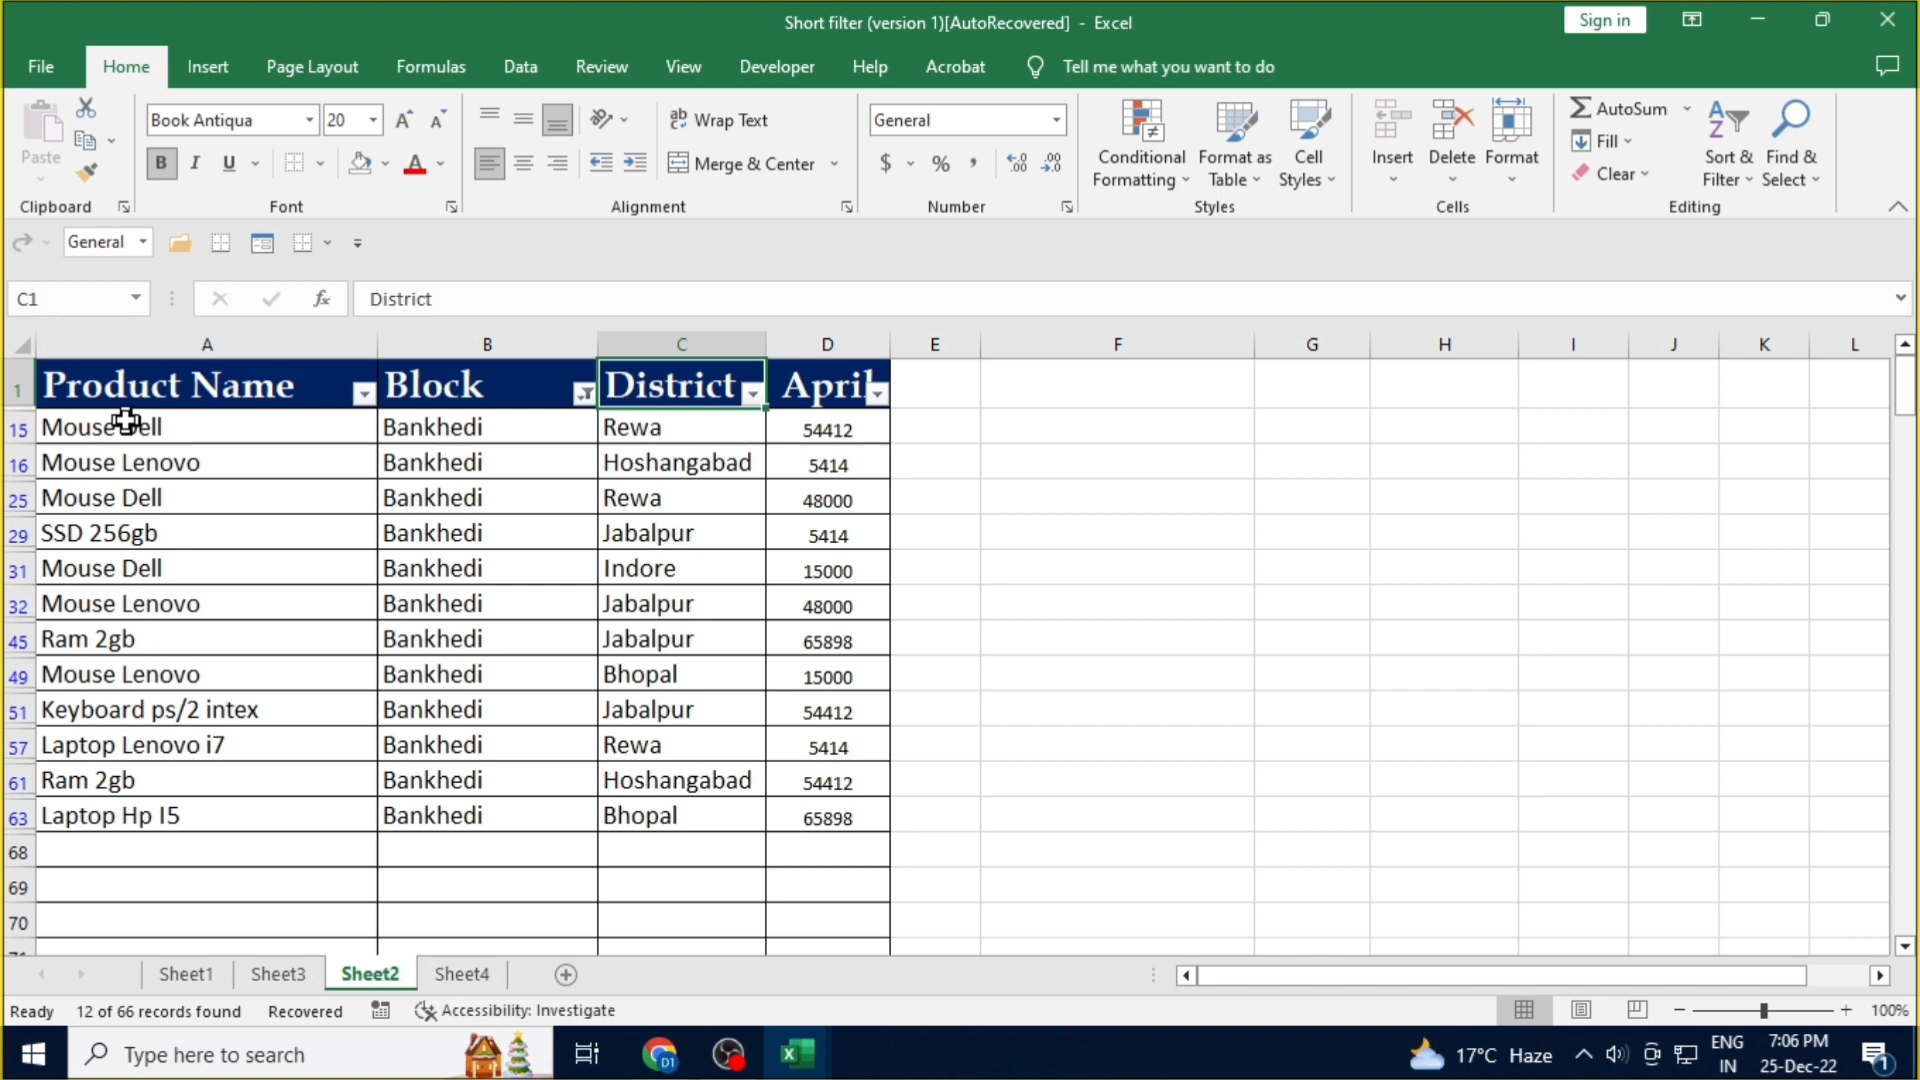 Short filter (version 1)[AutoRecovered] - Excel
Sign in
File Home Insert Page Layout Formulas Data Review View Developer Help Acrobat Tell me what you want to do
Paste
Clipboard
Book Antiqua 20
B I U A
Font
Wrap Text
Merge & Center
Alignment
General
$ % ,
Number
Conditional Formatting
Format as Table
Cell Styles
Styles
Insert Delete Format
Cells
AutoSum
Fill
Clear
Sort & Filter
Find & Select
Editing
General
C1 fx District
A B C D E F G H I J K L
1 Product Name Block District April
15 Mouse Dell Bankhedi Rewa 54412
16 Mouse Lenovo Bankhedi Hoshangabad 5414
25 Mouse Dell Bankhedi Rewa 48000
29 SSD 256gb Bankhedi Jabalpur 5414
31 Mouse Dell Bankhedi Indore 15000
32 Mouse Lenovo Bankhedi Jabalpur 48000
45 Ram 2gb Bankhedi Jabalpur 65898
49 Mouse Lenovo Bankhedi Bhopal 15000
51 Keyboard ps/2 intex Bankhedi Jabalpur 54412
57 Laptop Lenovo i7 Bankhedi Rewa 5414
61 Ram 2gb Bankhedi Hoshangabad 54412
63 Laptop Hp I5 Bankhedi Bhopal 65898
68
69
70
Sheet1 Sheet3 Sheet2 Sheet4
Ready 12 of 66 records found Recovered Accessibility: Investigate 100%
Type here to search
17°C Haze
ENG
IN
7:06 PM
25-Dec-22
1